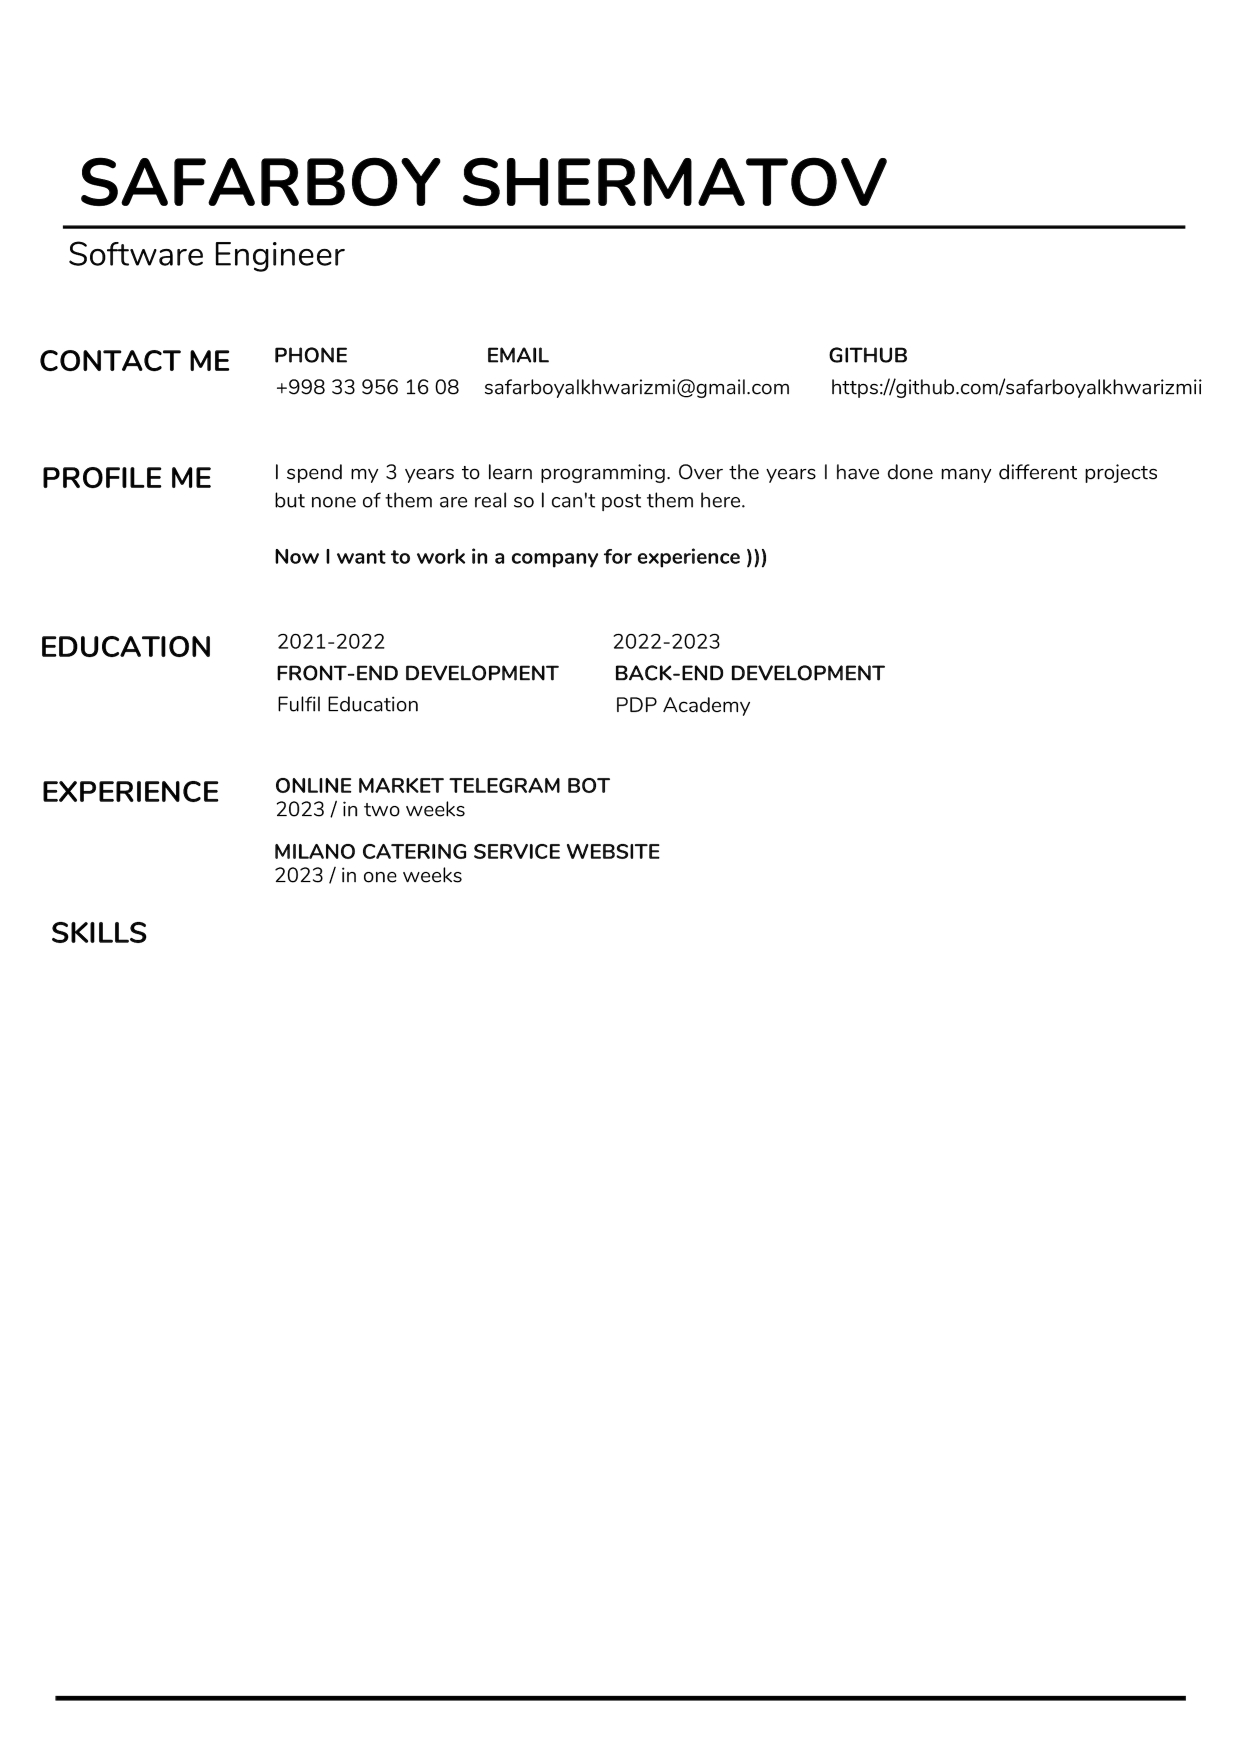 SAFARBOY SHERMATOV
Software Engineer
CONTACT ME
PHONE
+998 33 956 16 08
EMAIL
safarboyalkhwarizmi@gmail.com
GITHUB
https://github.com/safarboyalkhwarizmii
PROFILE ME
I spend my 3 years to learn programming. Over the years I have done many different projects
but none of them are real so I can't post them here.
Now I want to work in a company for experience )))
EDUCATION
2021-2022
FRONT-END DEVELOPMENT
Fulfil Education
2022-2023
BACK-END DEVELOPMENT
PDP Academy
EXPERIENCE
ONLINE MARKET TELEGRAM BOT
2023 / in two weeks
MILANO CATERING SERVICE WEBSITE
2023 / in one weeks
SKILLS